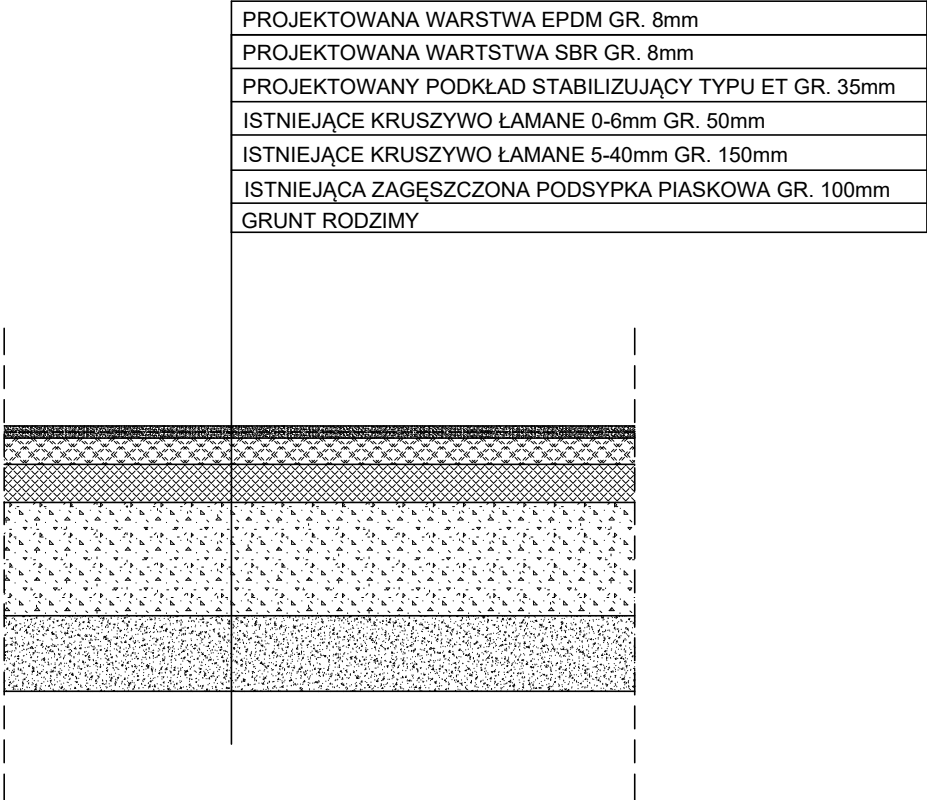 PROJEKTOWANA WARSTWA EPDM GR. 8mm
PROJEKTOWANA WARTSTWA SBR GR. 8mm
PROJEKTOWANY PODKŁAD STABILIZUJĄCY TYPU ET GR. 35mm
ISTNIEJĄCE KRUSZYWO ŁAMANE 0-6mm GR. 50mm
ISTNIEJĄCE KRUSZYWO ŁAMANE 5-40mm GR. 150mm
ISTNIEJĄCA ZAGĘSZCZONA PODSYPKA PIASKOWA GR. 100mm
GRUNT RODZIMY